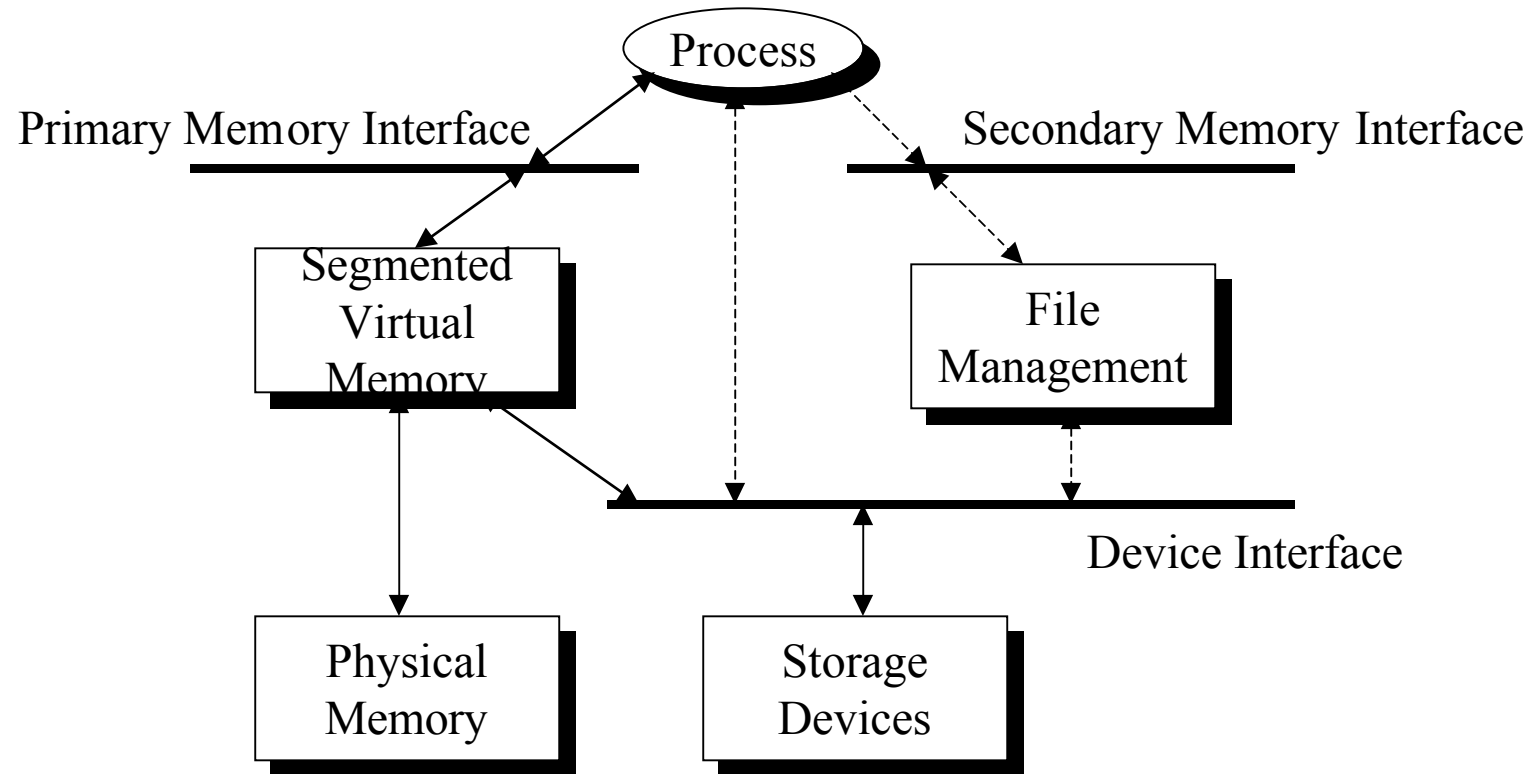 Process
Primary Memory Interface
Secondary Memory Interface
Segmented
Virtual
Memory
File
Management
Device Interface
Physical
Memory
Storage
Devices